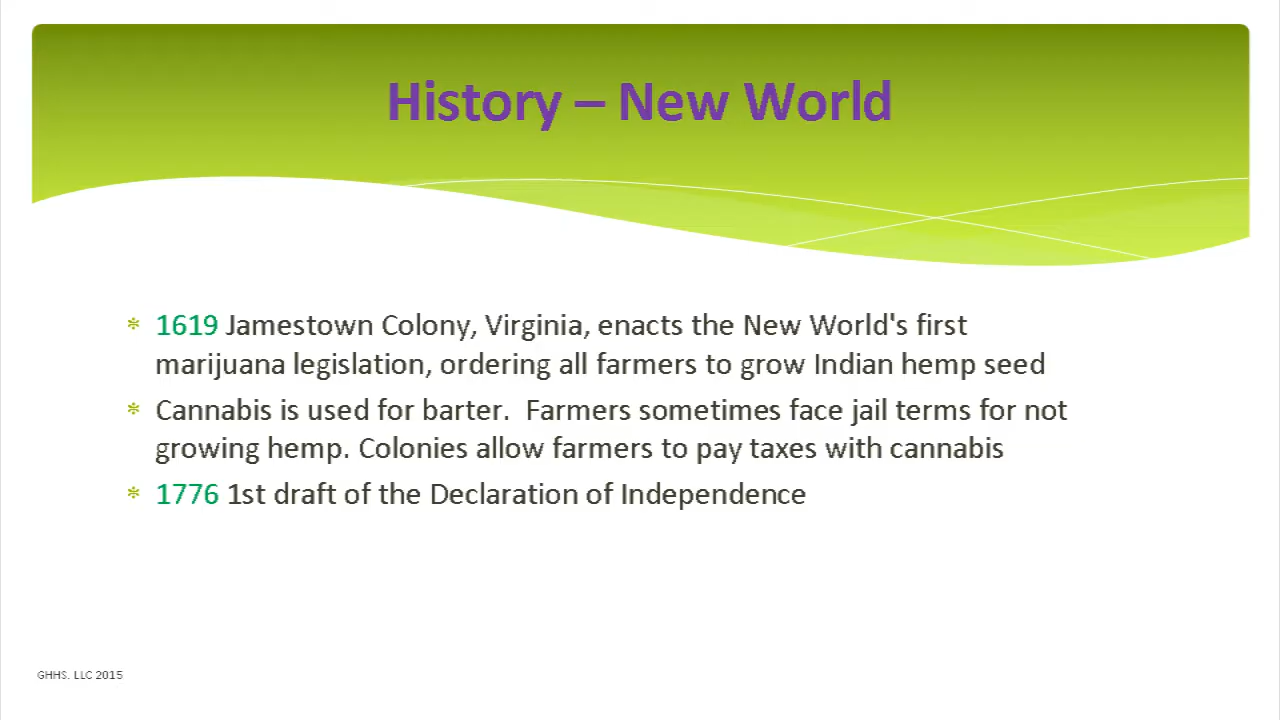 History – New World
* 1619 Jamestown Colony, Virginia, enacts the New World's first
marijuana legislation, ordering all farmers to grow Indian hemp seed
* Cannabis is used for barter.  Farmers sometimes face jail terms for not
growing hemp. Colonies allow farmers to pay taxes with cannabis
* 1776 1st draft of the Declaration of Independence
GHHS. LLC 2015